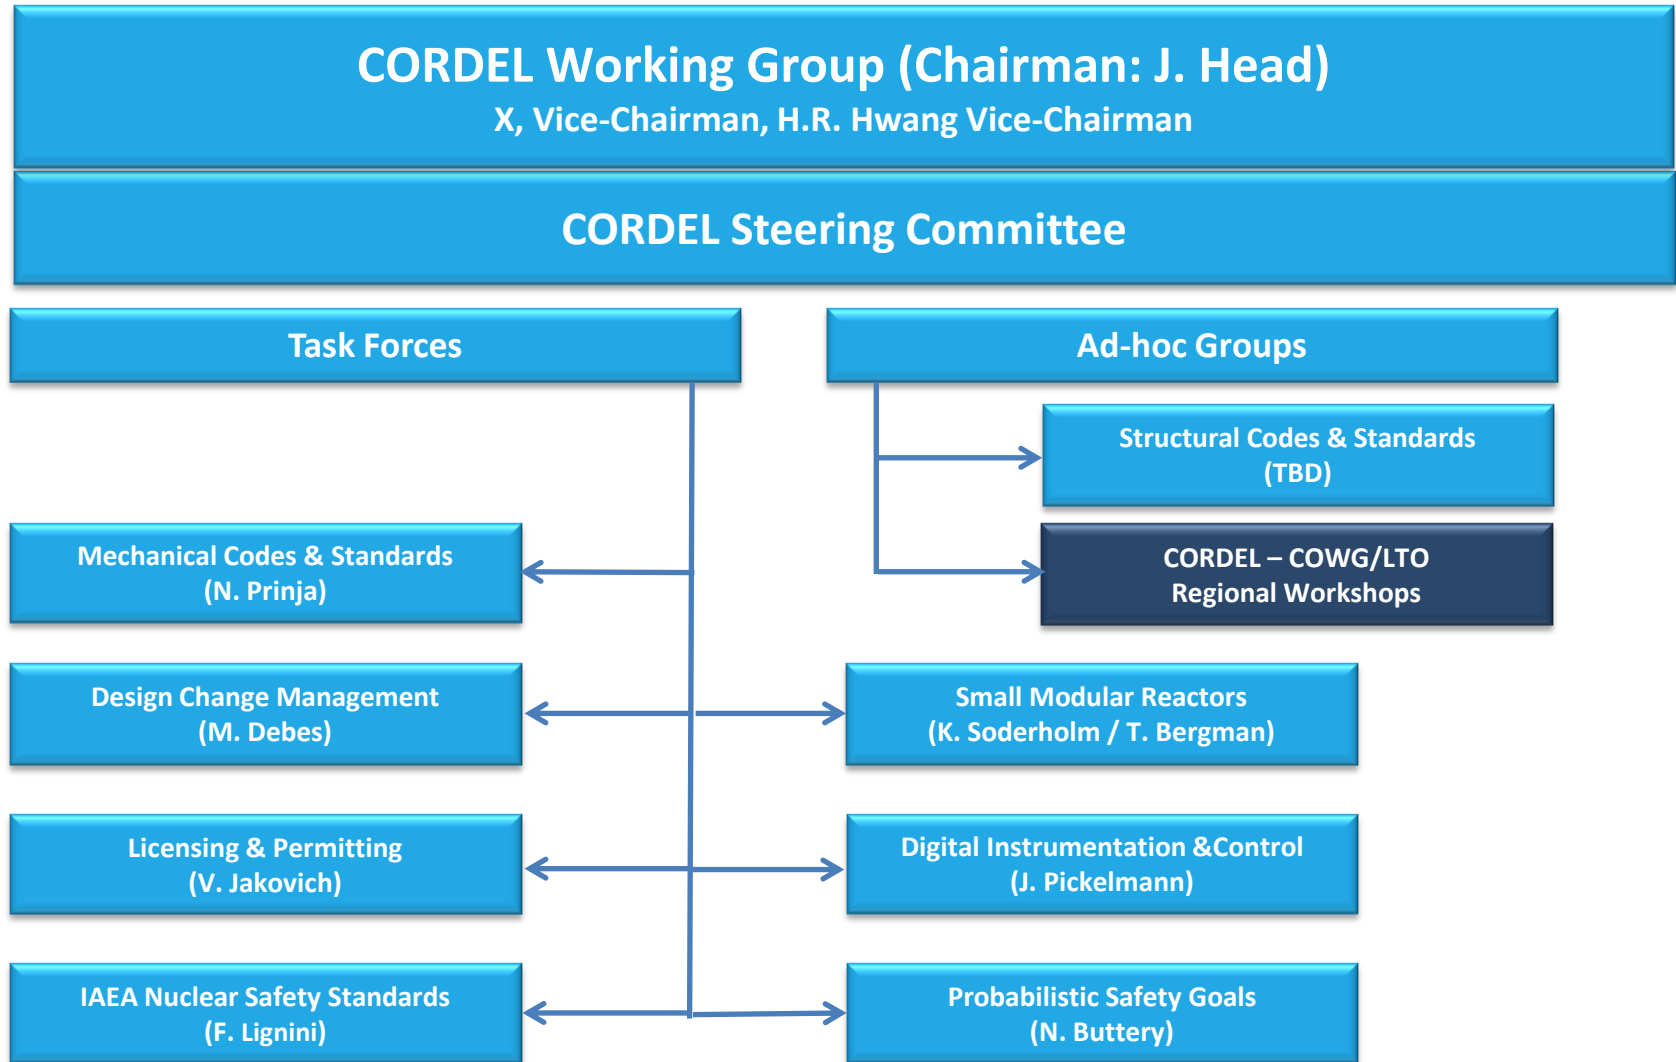 CORDEL Working Group (Chairman: J. Head)
X, Vice-Chairman, H.R. Hwang Vice-Chairman
CORDEL Steering Committee
Task Forces
Ad-hoc Groups
Structural Codes & Standards
(TBD)
Mechanical Codes & Standards
(N. Prinja)
CORDEL – COWG/LTO
Regional Workshops
Design Change Management
(M. Debes)
Small Modular Reactors
(K. Soderholm / T. Bergman)
Licensing & Permitting
(V. Jakovich)
Digital Instrumentation &Control
(J. Pickelmann)
IAEA Nuclear Safety Standards
(F. Lignini)
Probabilistic Safety Goals
(N. Buttery)